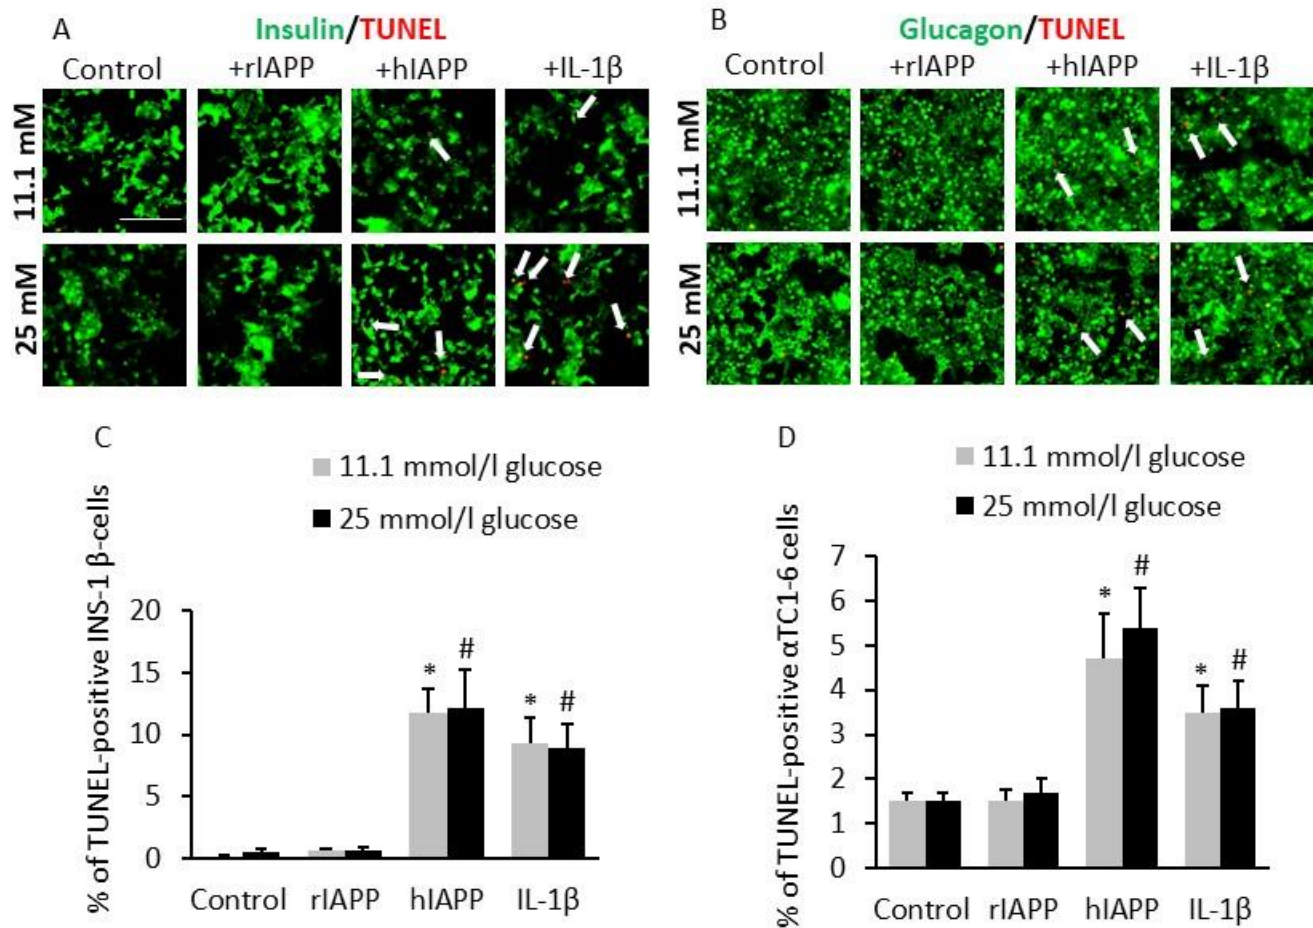 A
Insulin/TUNEL
Control
+rIAPP
+hIAPP
+IL-1β
11.1 mM
25 mM
B
Glucagon/TUNEL
Control
+rIAPP
+hIAPP
+IL-1β
11.1 mM
25 mM
C
11.1 mmol/l glucose
25 mmol/l glucose
% of TUNEL-positive INS-1 β-cells
20
15
10
5
0
*
#
*
#
Control
rIAPP
hIAPP
IL-1β
D
11.1 mmol/l glucose
25 mmol/l glucose
% of TUNEL-positive αTC1-6 cells
7
6
5
4
3
2
1
0
*
#
*
#
Control
rIAPP
hIAPP
IL-1β